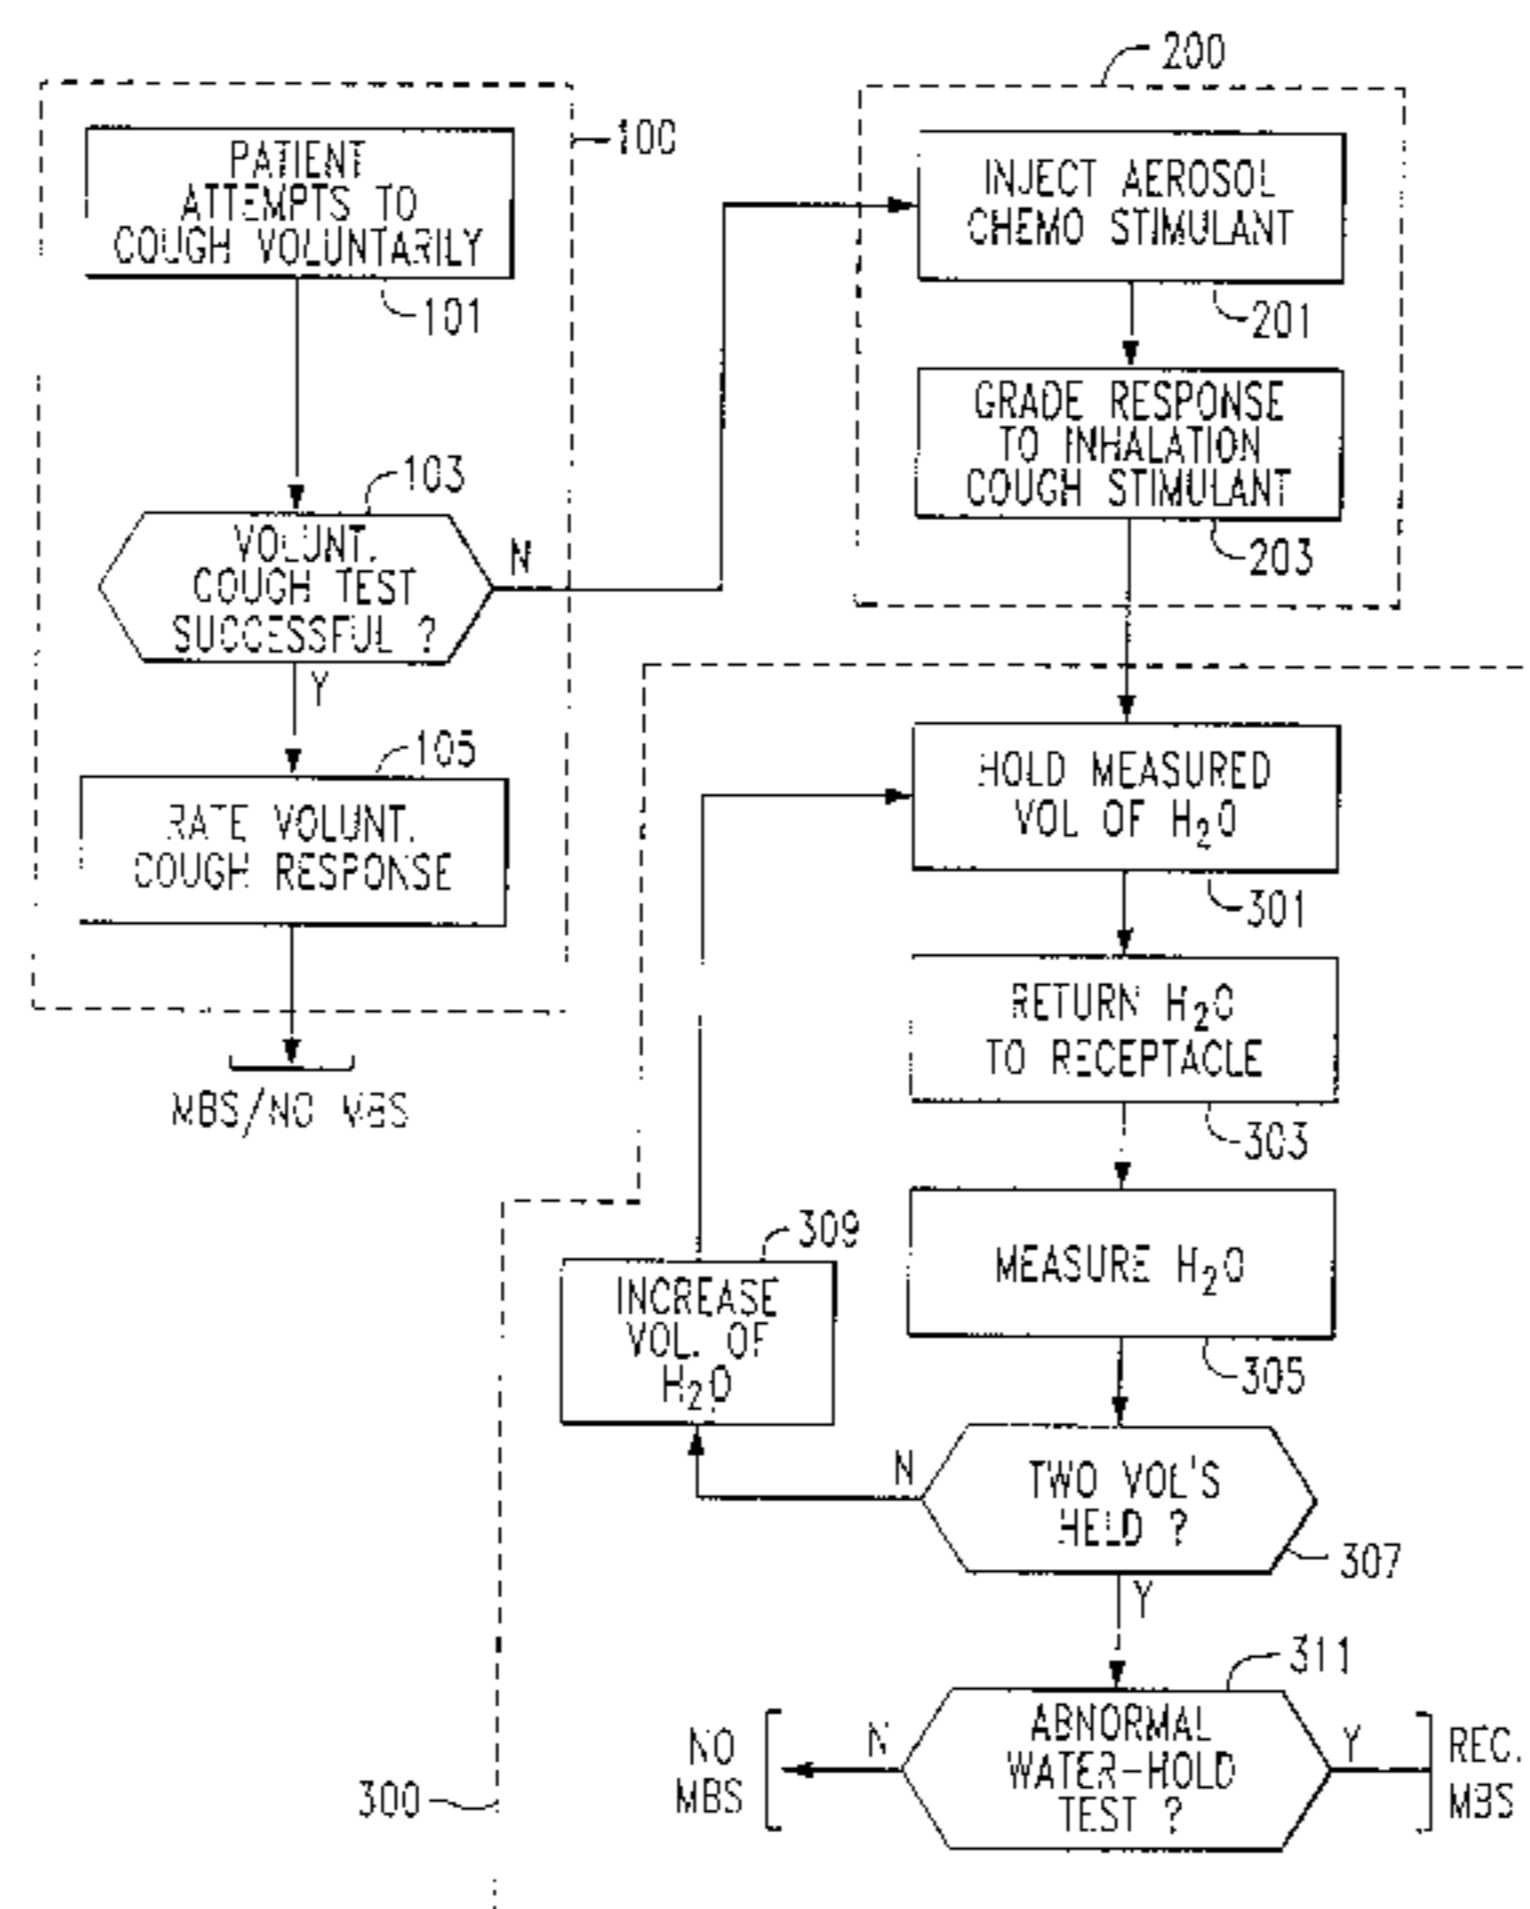 200
100
PATIENT
ATTEMPTS TO
COUGH VOLUNTARILY
101
INJECT AEROSOL
CHEMO STIMULANT
201
GRADE RESPONSE
TO INHALATION
COUGH STIMULANT
203
103
VOLUNT.
COUGH TEST
SUCCESSFUL ?
N
Y
105
RATE VOLUNT.
COUGH RESPONSE
MBS/NO MBS
HOLD MEASURED
VOL OF H₂O
301
RETURN H₂O
TO RECEPTACLE
303
MEASURE H₂O
305
309
INCREASE
VOL. OF
H₂O
N
TWO VOL'S
HELD ?
307
Y
311
ABNORMAL
WATER-HOLD
TEST ?
N
NO
MBS
Y
REC.
MBS
300